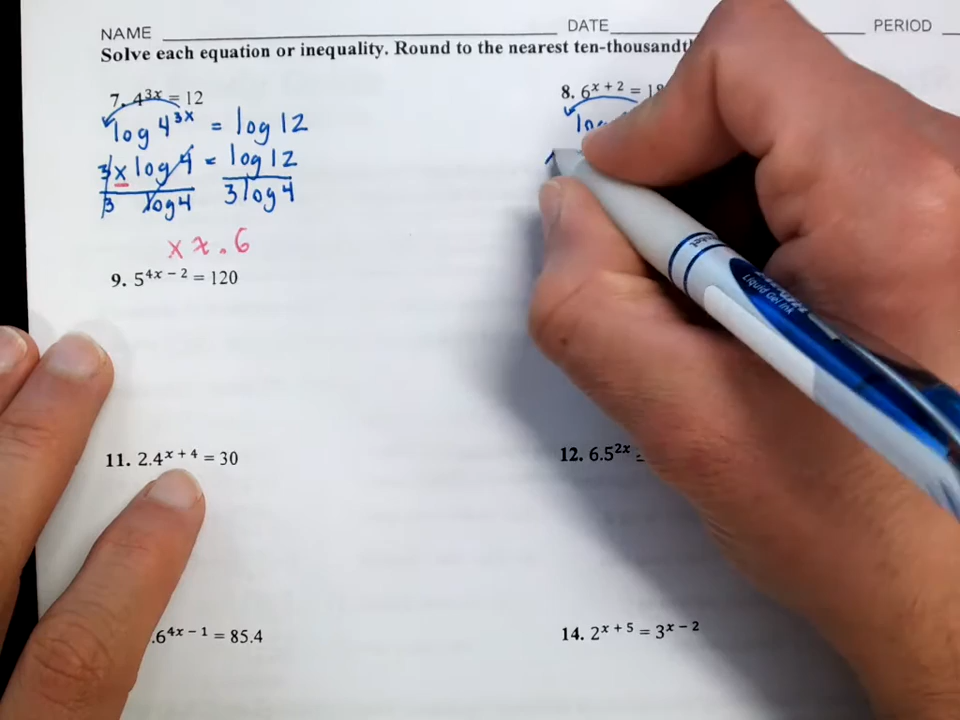 NAME DATE PERIOD
Solve each equation or inequality. Round to the nearest
7. 4^3x = 12
log 4^3x = log 12
3x log 4 = log 12
3 log 4 3 log 4
x ≈ .6
8. 6^x + 2 =
9. 5^4x − 2 = 120
11. 2.4^x + 4 = 30
12. 6.5^2x
.6^4x − 1 = 85.4
14. 2^x + 5 = 3^x − 2
Liquid Gel Ink